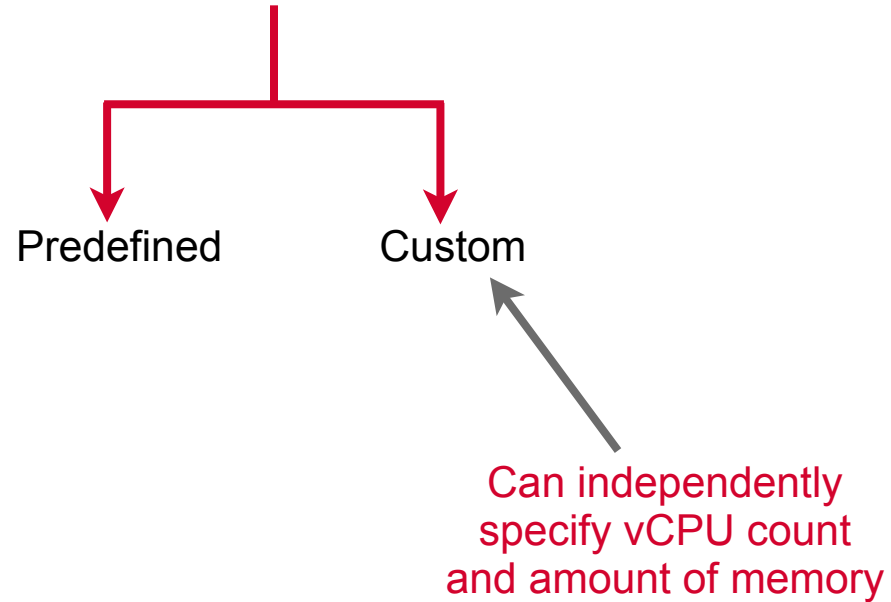 Predefined
Custom
Can independently
specify vCPU count
and amount of memory